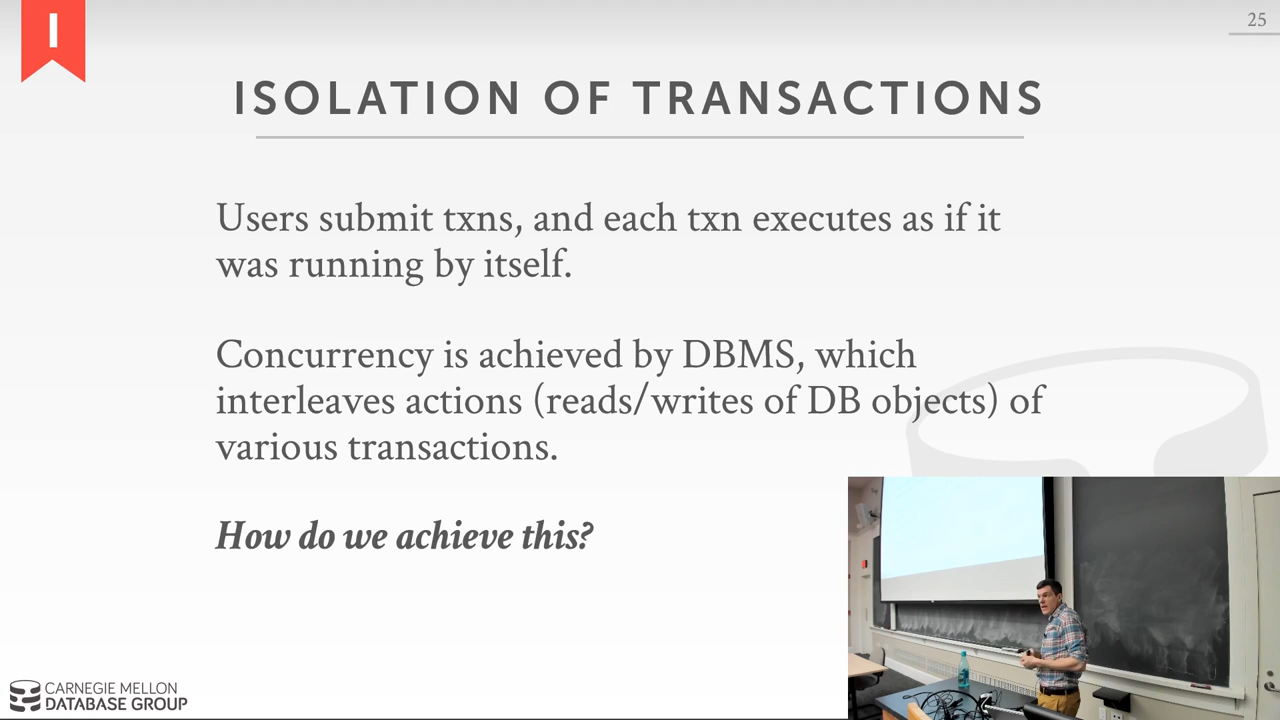 I
25
ISOLATION OF TRANSACTIONS
Users submit txns, and each txn executes as if it
was running by itself.
Concurrency is achieved by DBMS, which
interleaves actions (reads/writes of DB objects) of
various transactions.
How do we achieve this?
CARNEGIE MELLON
DATABASE GROUP